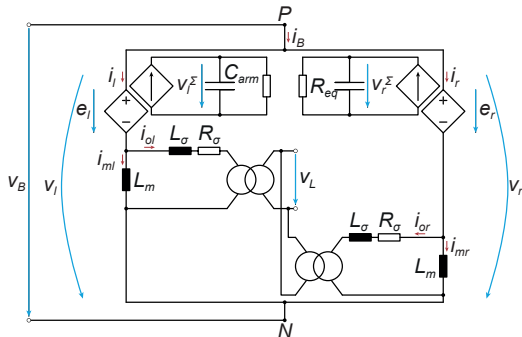 P
i_B
i_l
v_l^Σ
C_arm
R_eq
v_r^Σ
i_r
+
−
+
−
e_l
e_r
i_ol
L_σ
R_σ
i_ml
L_m
v_L
v_B
v_l
v_r
L_σ
R_σ
i_or
i_mr
L_m
N